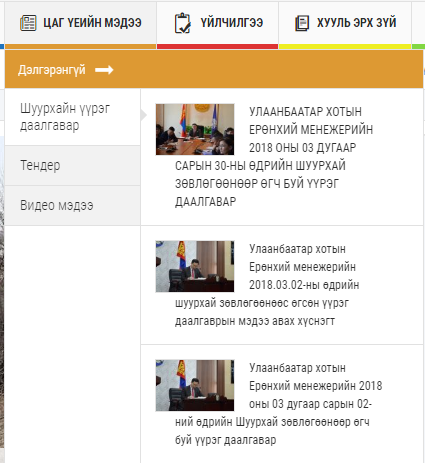 ЦАГ ҮЕИЙН МЭДЭЭ
ҮЙЛЧИЛГЭЭ
ХУУЛЬ ЭРХ ЗҮЙ
Дэлгэрэнгүй
Шуурхайн үүрэг
даалгавар
Тендер
Видео мэдээ
УЛААНБААТАР ХОТЫН
ЕРӨНХИЙ МЕНЕЖЕРИЙН
2018 ОНЫ 03 ДУГААР
САРЫН 30-НЫ ӨДРИЙН ШУУРХАЙ
ЗӨВЛӨГӨӨНӨӨР ӨГЧ БУЙ ҮҮРЭГ
ДААЛГАВАР
Улаанбаатар хотын
Ерөнхий менежерийн
2018.03.02-ны өдрийн
шуурхай зөвлөгөөнөөс өгсөн үүрэг
даалгаврын мэдээ авах хүснэгт
Улаанбаатар хотын
Ерөнхий менежерийн 2018
оны 03 дугаар сарын 02-
ний өдрийн Шуурхай зөвлөгөөнөөр өгч
буй үүрэг даалгавар